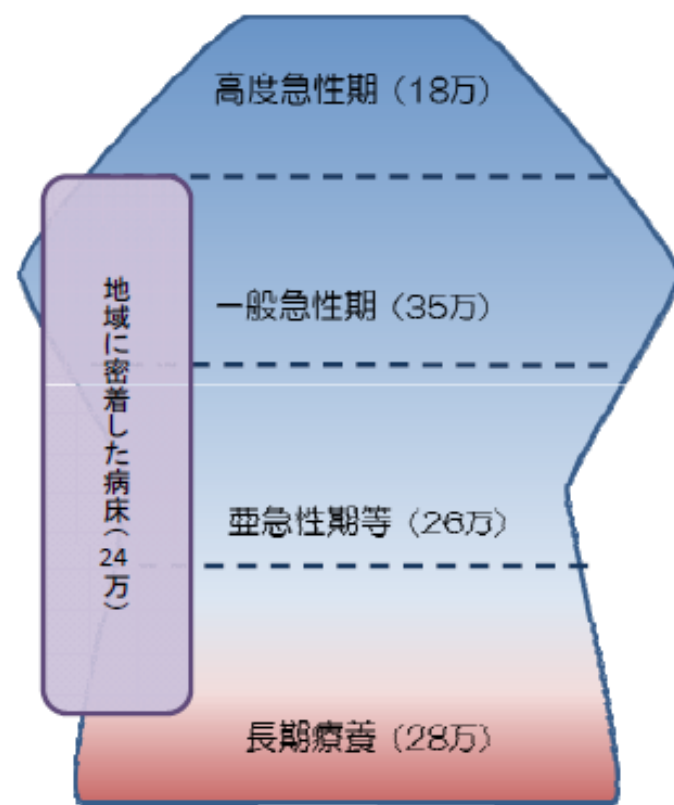 高度急性期（18万）
一般急性期（35万）
地域に密着した病床（24万）
亜急性期等（26万）
長期療養（28万）